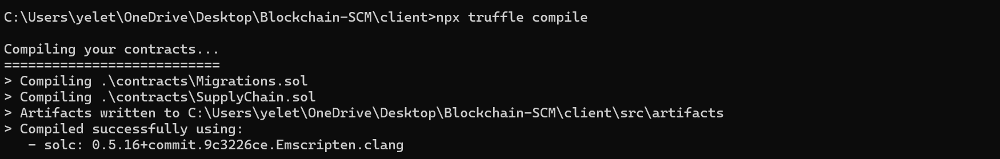 C:\Users\yelet\OneDrive\Desktop\Blockchain-SCM\client>npx truffle compile
Compiling your contracts...
===========================
> Compiling .\contracts\Migrations.sol
> Compiling .\contracts\SupplyChain.sol
> Artifacts written to C:\Users\yelet\OneDrive\Desktop\Blockchain-SCM\client\src\artifacts
> Compiled successfully using:
   - solc: 0.5.16+commit.9c3226ce.Emscripten.clang